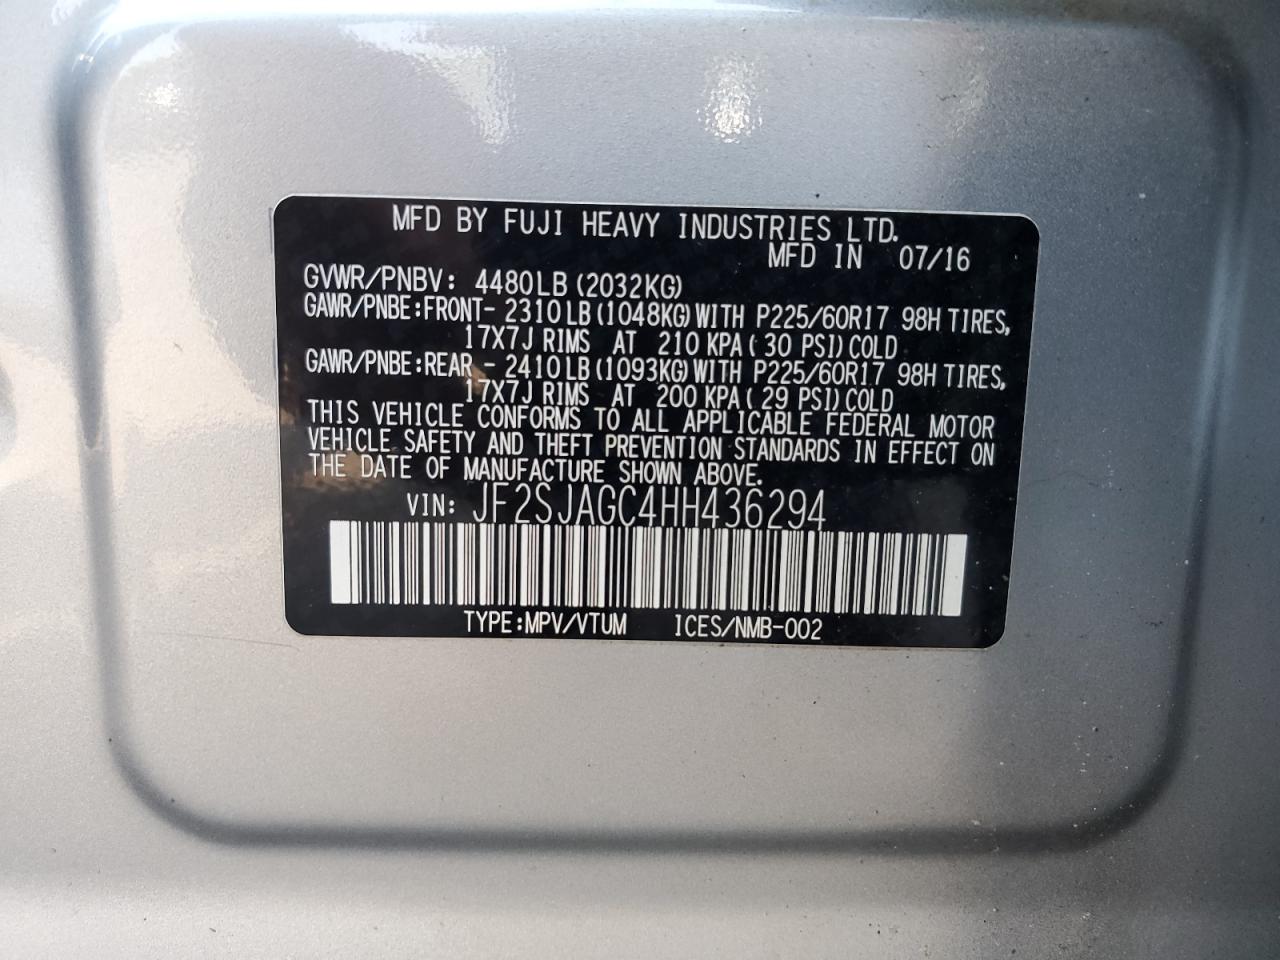 MFD BY FUJI HEAVY INDUSTRIES LTD.
MFD IN 07/16
GVWR/PNBV: 4480LB (2032KG)
GAWR/PNBE:FRONT- 2310LB (1048KG) WITH P225/60R17 98H TIRES,
17X7J RIMS AT 210 KPA ( 30 PSI) COLD
GAWR/PNBE:REAR - 2410LB (1093KG) WITH P225/60R17 98H TIRES,
17X7J RIMS AT 200 KPA ( 29 PSI) COLD
THIS VEHICLE CONFORMS TO ALL APPLICABLE FEDERAL MOTOR
VEHICLE SAFETY AND THEFT PREVENTION STANDARDS IN EFFECT ON
THE DATE OF MANUFACTURE SHOWN ABOVE.
VIN: JF2SJAGC4HH436294
TYPE:MPV/VTUM ICES/NMB-002